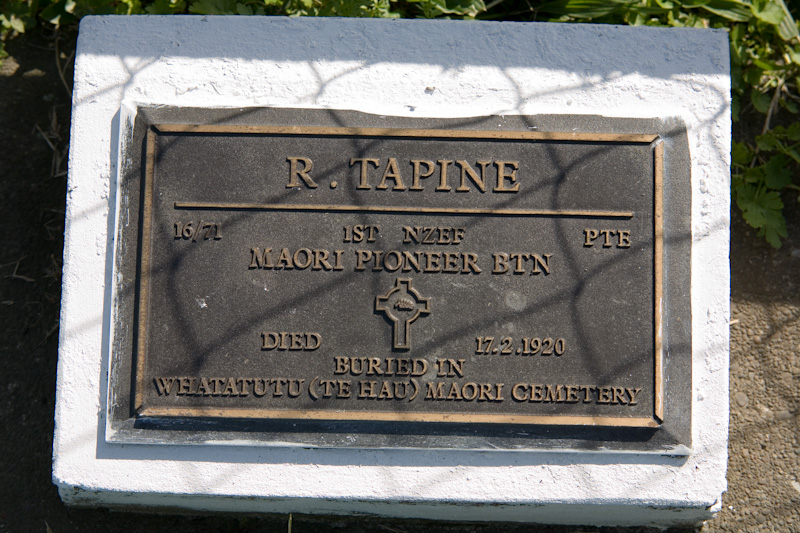 R. TAPINE
16/71 1ST NZEF PTE
MAORI PIONEER BTN
DIED 17.2.1920
BURIED IN
WHATATUTU (TE HAU) MAORI CEMETERY